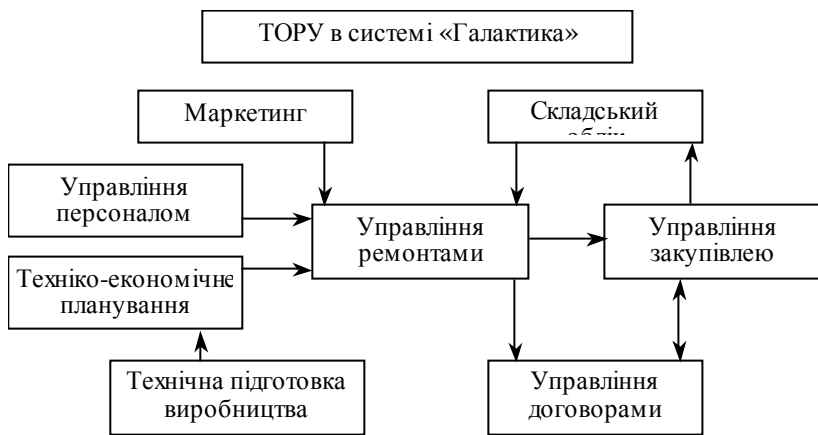 ТОРУ в системі «Галактика»
Маркетинг
Складський
облік
Управління
персоналом
Управління
ремонтами
Управління
закупівлею
Техніко-економічне
планування
Технічна підготовка
виробництва
Управління
договорами